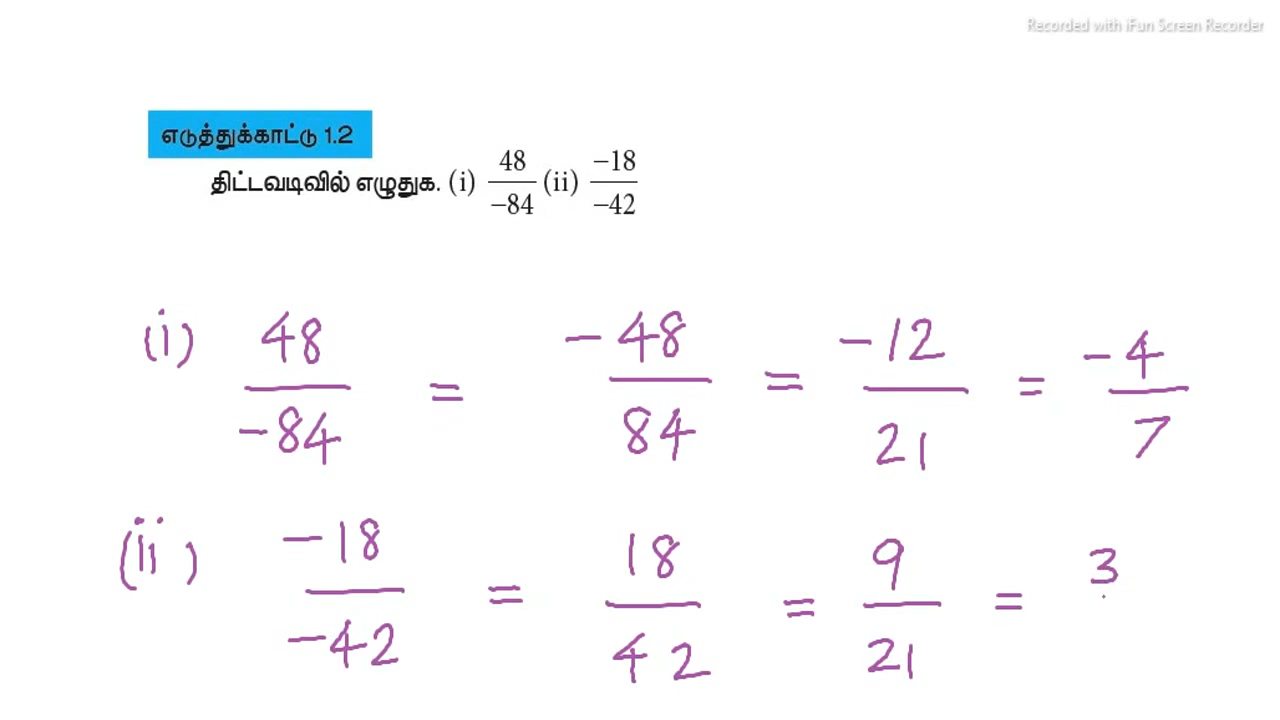 Recorded with iFun Screen Recorder
எடுத்துக்காட்டு 1.2
திட்டவடிவில் எழுதுக. (i) 48/−84 (ii) −18/−42
(i) 48/−84 = −48/84 = −12/21 = −4/7
(ii) −18/−42 = 18/42 = 9/21 = 3